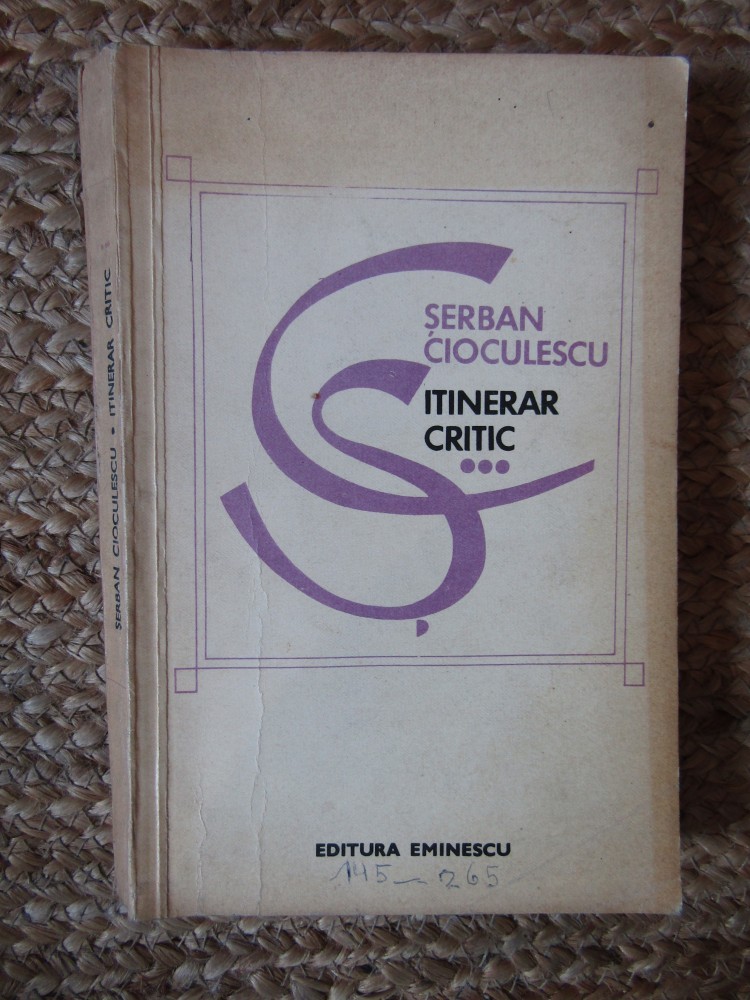 ŞERBAN CIOCULESCU • ITINERAR CRITIC
ŞERBAN
CIOCULESCU
ITINERAR
CRITIC
●●●
EDITURA EMINESCU
145 — 265